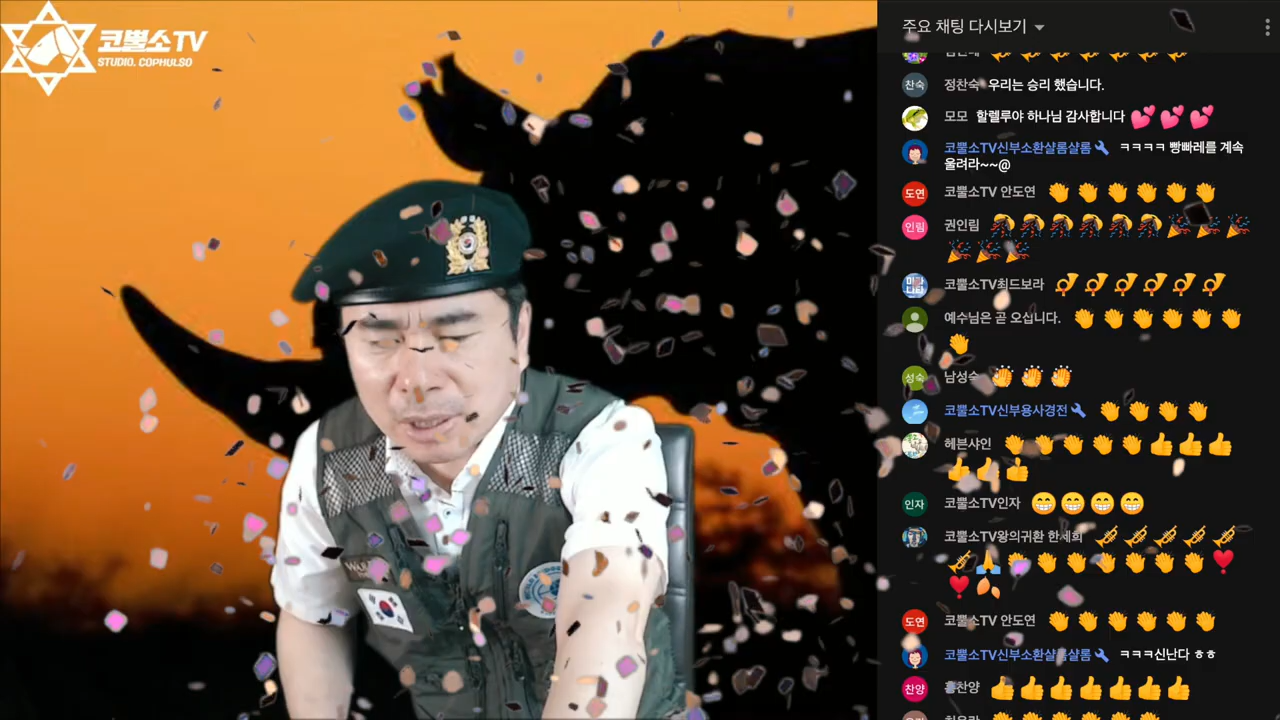 코뿔소TV
STUDIO. COPHULSO
주요 채팅 다시보기
찬숙 정찬숙 우리는 승리 했습니다.
모모 할렐루야 하나님 감사합니다 💕 💕 💕
코뿔소TV신부소환샬롬샬롬 ㅋㅋㅋㅋ 빵빠레를 계속
울려라~~@
도연 코뿔소TV 안도연 👏 👏 👏 👏 👏 👏
인림 권인림
코뿔소TV최드보라
예수님은 곧 오십니다. 👏 👏 👏 👏 👏 👏
👏
성숙 남성숙
코뿔소TV신부용사경전 👏 👏 👏 👏
헤븐샤인 👏 👏 👏 👏 👏 👍 👍 👍
👍 👍 👍
인자 코뿔소TV인자 😁 😁 😁 😁
코뿔소TV왕의귀환 한세희 🎺 🎺 🎺 🎺 🎺
🎺 🙏 👏 👏 👏 👏 👏 👏 👏 ❤
❤
도연 코뿔소TV 안도연 👏 👏 👏 👏 👏 👏
코뿔소TV신부소환샬롬샬롬 ㅋㅋㅋ신난다 ㅎㅎ
찬양 홍찬양 👍 👍 👍 👍 👍 👍 👍